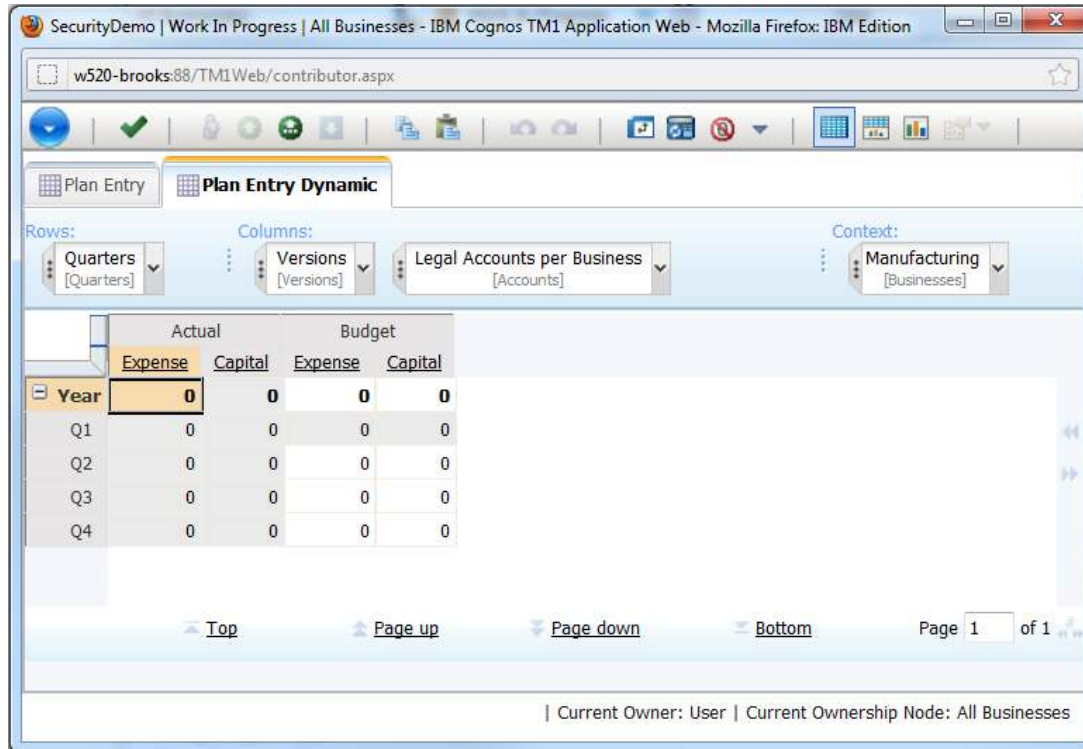 SecurityDemo | Work In Progress | All Businesses - IBM Cognos TM1 Application Web - Mozilla Firefox: IBM Edition
w520-brooks:88/TM1Web/contributor.aspx
Plan Entry Plan Entry Dynamic
Rows: Columns: Context:
Quarters Versions Legal Accounts per Business Manufacturing
[Quarters] [Versions] [Accounts] [Businesses]
Actual Budget
Expense Capital Expense Capital
Year 0 0 0 0
Q1 0 0 0 0
Q2 0 0 0 0
Q3 0 0 0 0
Q4 0 0 0 0
Top Page up Page down Bottom Page 1 of 1
| Current Owner: User | Current Ownership Node: All Businesses